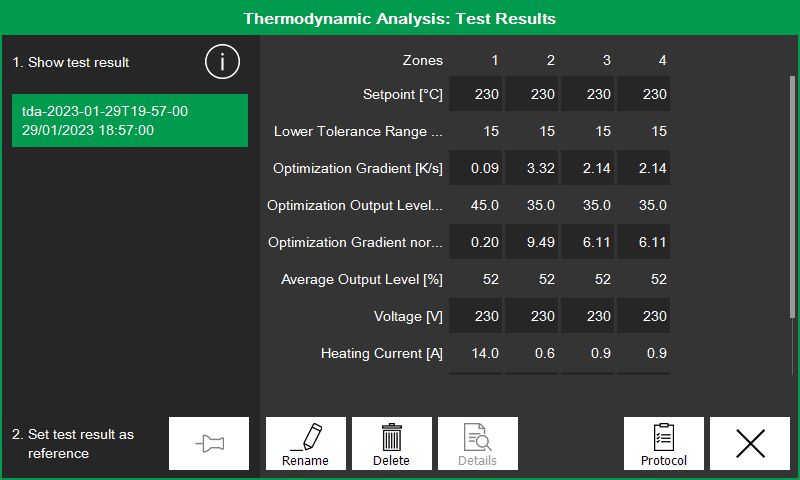 Thermodynamic Analysis: Test Results
1. Show test result
i
tda-2023-01-29T19-57-00
29/01/2023 18:57:00
Zones 1 2 3 4
Setpoint [°C] 230 230 230 230
Lower Tolerance Range ... 15 15 15 15
Optimization Gradient [K/s] 0.09 3.32 2.14 2.14
Optimization Output Level... 45.0 35.0 35.0 35.0
Optimization Gradient nor... 0.20 9.49 6.11 6.11
Average Output Level [%] 52 52 52 52
Voltage [V] 230 230 230 230
Heating Current [A] 14.0 0.6 0.9 0.9
2. Set test result as
reference
Rename
Delete
Details
Protocol